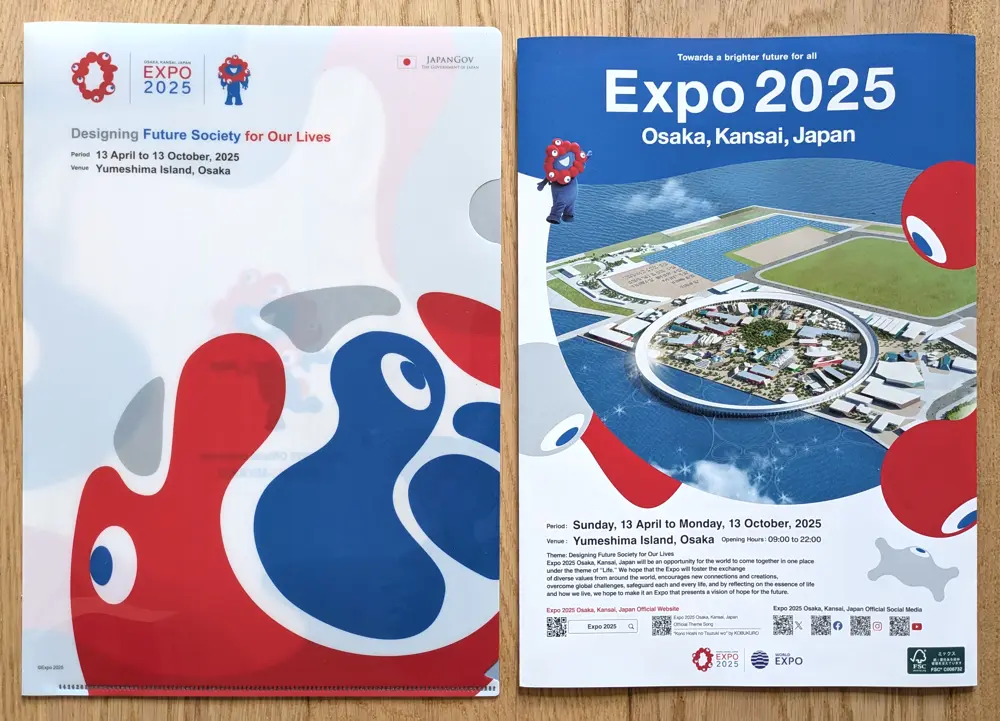 OSAKA, KANSAI, JAPAN
EXPO
2025
JAPANGOV
THE GOVERNMENT OF JAPAN
Designing Future Society for Our Lives
Period 13 April to 13 October, 2025
Venue Yumeshima Island, Osaka
©Expo 2025
Towards a brighter future for all
Expo 2025
Osaka, Kansai, Japan
Period: Sunday, 13 April to Monday, 13 October, 2025
Venue: Yumeshima Island, Osaka Opening Hours: 09:00 to 22:00
Theme: Designing Future Society for Our Lives
Expo 2025 Osaka, Kansai, Japan will be an opportunity for the world to come together in one place
under the theme of "Life." We hope that the Expo will foster the exchange
of diverse values from around the world, encourages new connections and creations,
overcome global challenges, safeguard each and every life, and by reflecting on the essence of life
and how we live, we hope to make it an Expo that presents a vision of hope for the future.
Expo 2025 Osaka, Kansai, Japan Official Website
Expo 2025
Expo 2025 Osaka, Kansai, Japan
Official Theme Song
"Kono Hoshi no Tsuzuki wo" by KOBUKURO
Expo 2025 Osaka, Kansai, Japan Official Social Media
EXPO
2025
WORLD
EXPO
FSC
ミックス
FSC® C006732